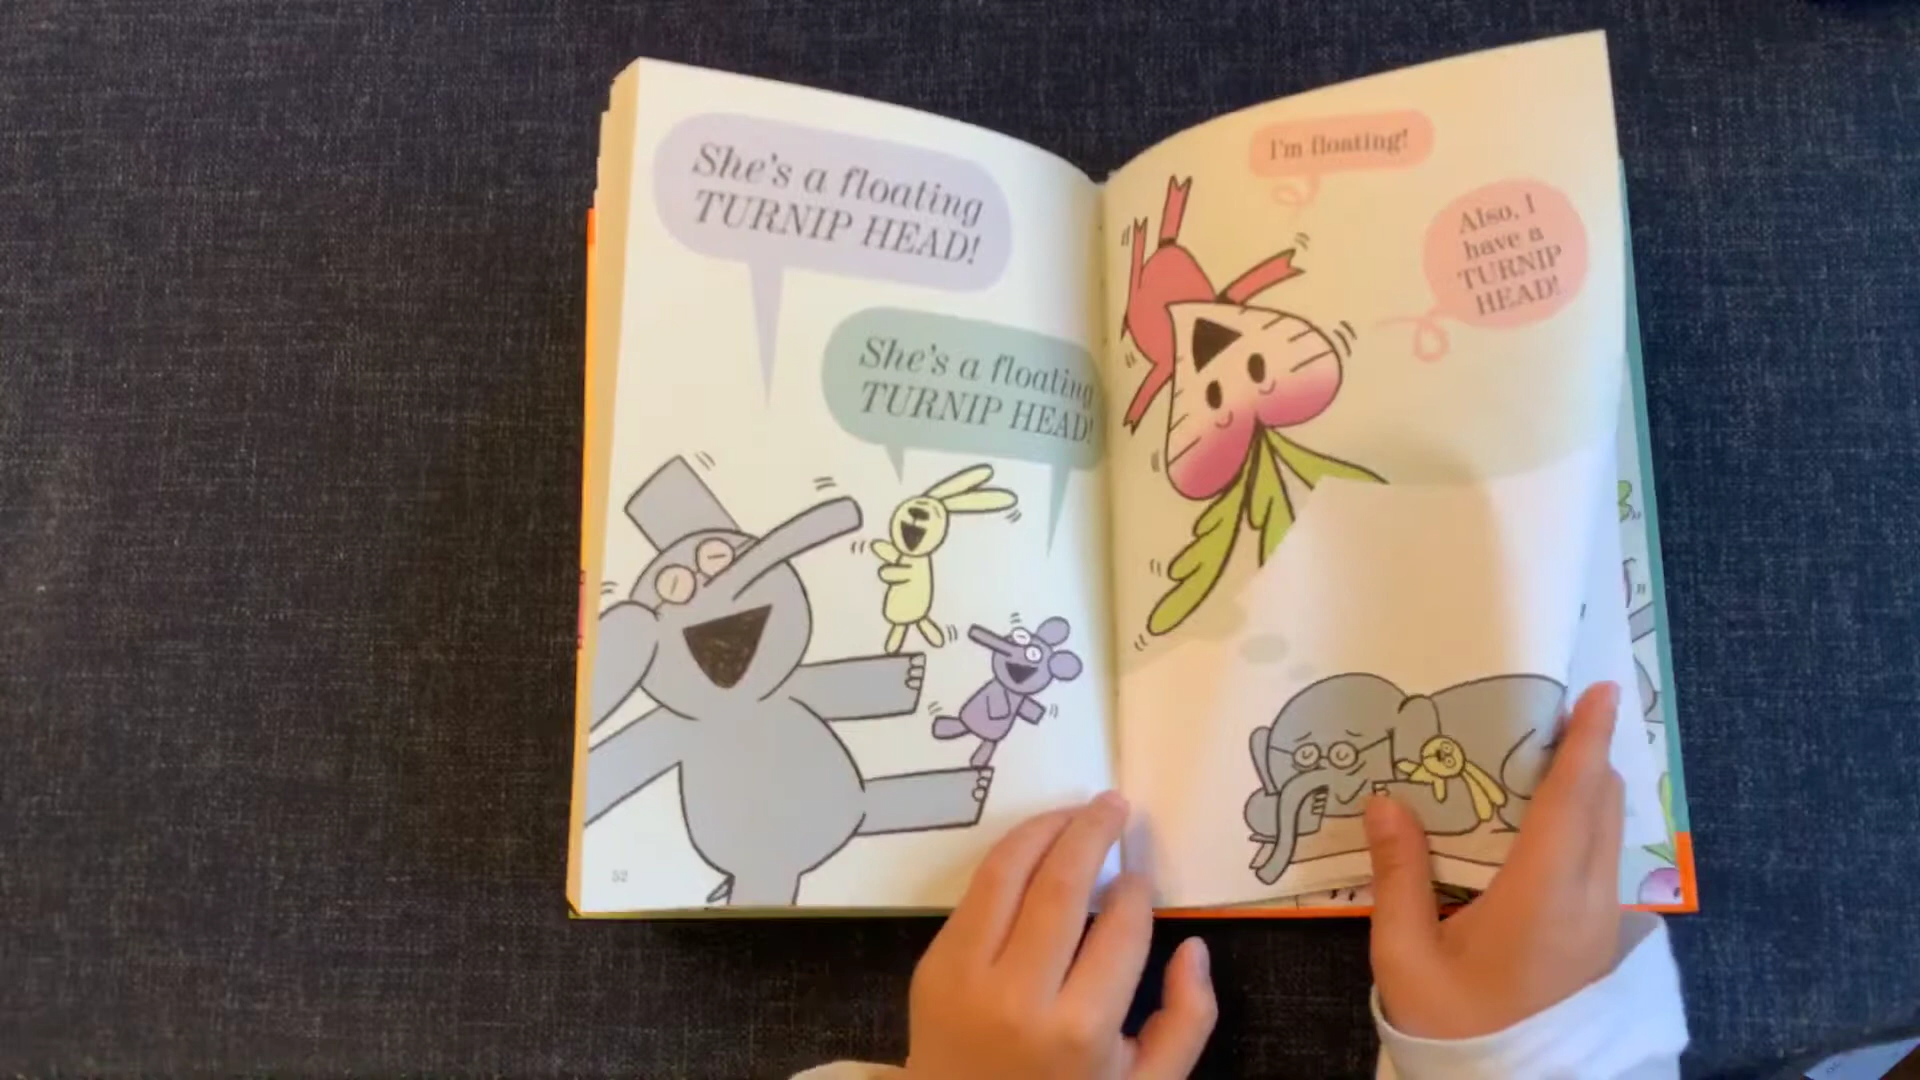 She's a floating
TURNIP HEAD!
She's a floating
TURNIP HEAD!
52
I'm floating!
Also, I
have a
TURNIP
HEAD!